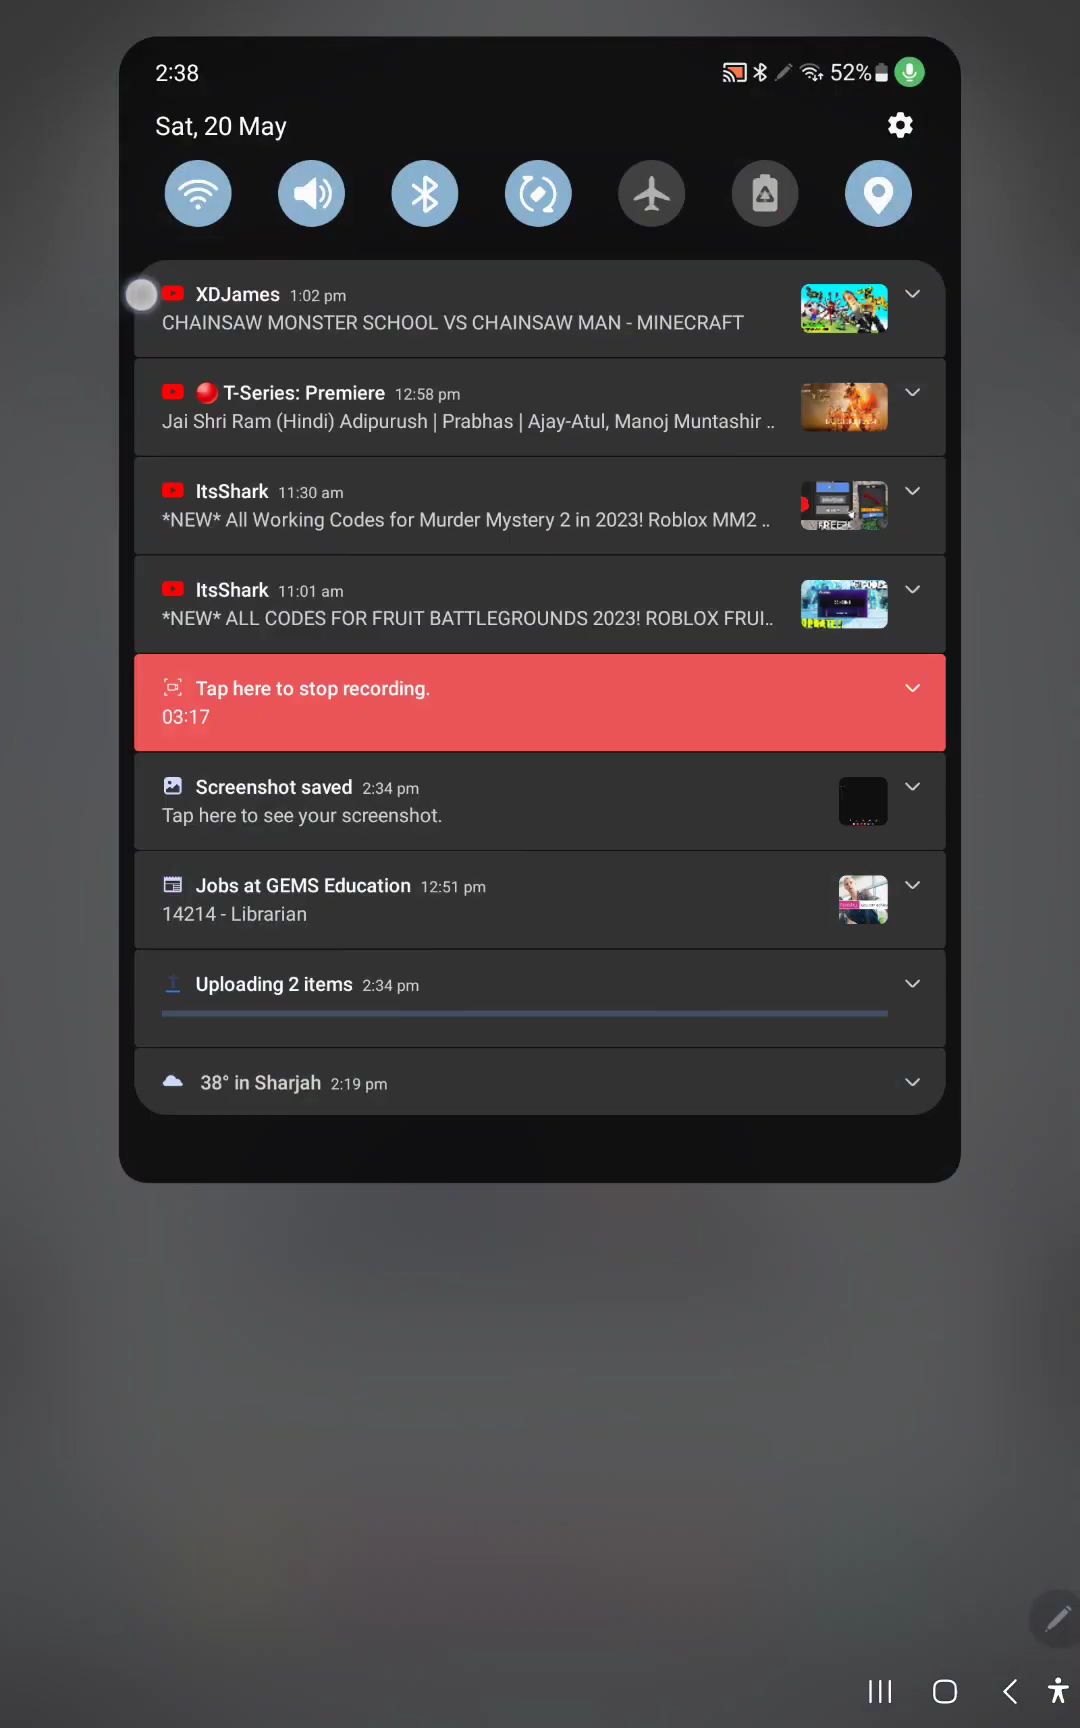 2:38
52%
Sat, 20 May
XDJames 1:02 pm
CHAINSAW MONSTER SCHOOL VS CHAINSAW MAN - MINECRAFT
T-Series: Premiere 12:58 pm
Jai Shri Ram (Hindi) Adipurush | Prabhas | Ajay-Atul, Manoj Muntashir ..
ItsShark 11:30 am
*NEW* All Working Codes for Murder Mystery 2 in 2023! Roblox MM2 ..
FREE
ItsShark 11:01 am
*NEW* ALL CODES FOR FRUIT BATTLEGROUNDS 2023! ROBLOX FRUI..
UPDATE!
Tap here to stop recording.
03:17
Screenshot saved 2:34 pm
Tap here to see your screenshot.
Jobs at GEMS Education 12:51 pm
14214 - Librarian
Uploading 2 items 2:34 pm
38° in Sharjah 2:19 pm